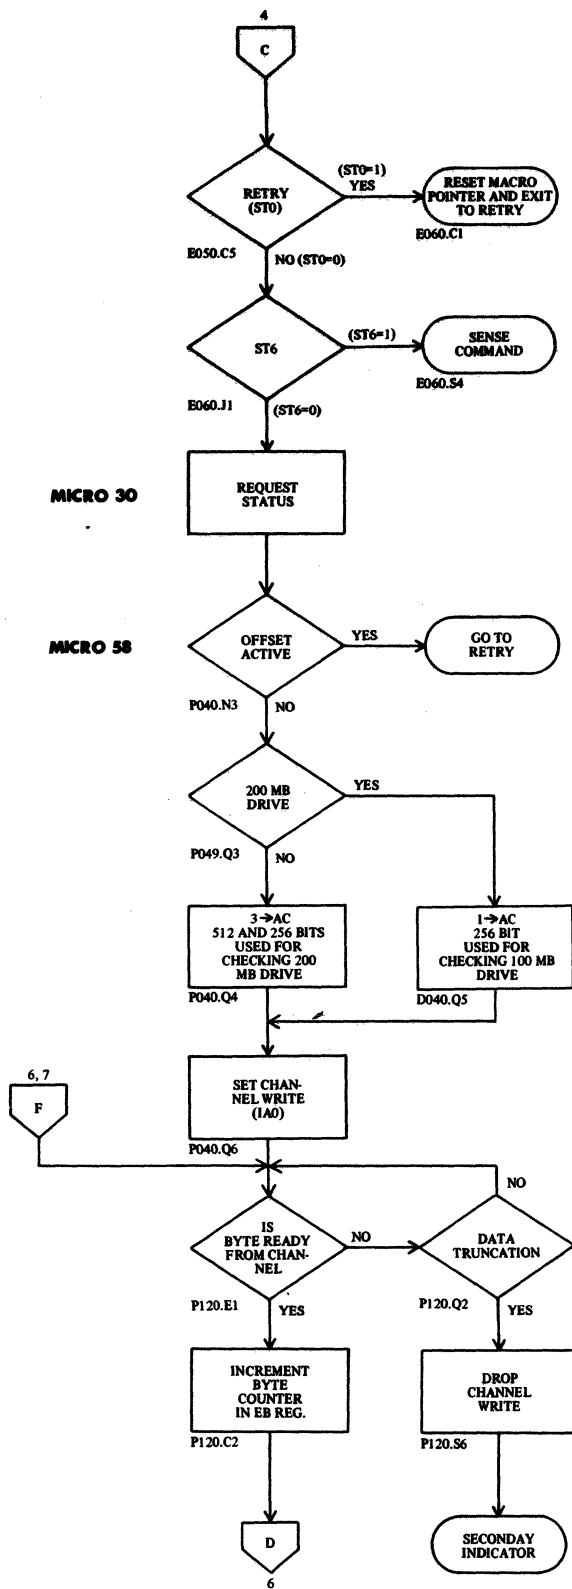 4
C
RETRY
(ST0)
(ST0=1)
YES
RESET MACRO
POINTER AND EXIT
TO RETRY
E060.C1
E050.C5
NO (ST0=0)
ST6
(ST6=1)
SENSE
COMMAND
E060.S4
E060.J1
(ST6=0)
MICRO 30
REQUEST
STATUS
MICRO 58
OFFSET
ACTIVE
YES
GO TO
RETRY
P040.N3
NO
200 MB
DRIVE
YES
P049.Q3
NO
3→AC
512 AND 256 BITS
USED FOR
CHECKING 200
MB DRIVE
P040.Q4
1→AC
256 BIT
USED FOR
CHECKING 100 MB
DRIVE
D040.Q5
SET CHAN-
NEL WRITE
(IA0)
P040.Q6
6, 7
F
NO
IS
BYTE READY
FROM CHAN-
NEL
NO
DATA
TRUNCATION
P120.E1
YES
P120.Q2
YES
INCREMENT
BYTE
COUNTER
IN EB REG.
P120.C2
DROP
CHANNEL
WRITE
P120.S6
D
6
SECONDAY
INDICATOR